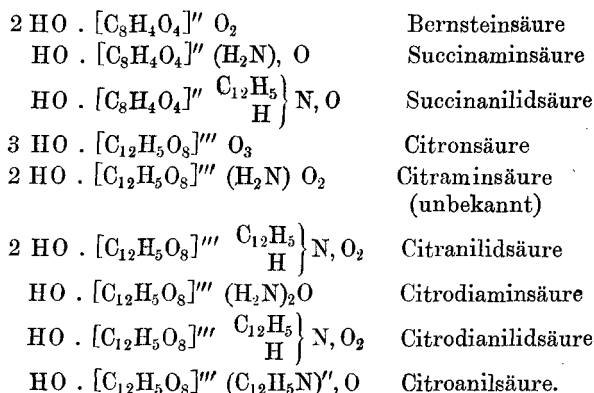 2 HO . [C₈H₄O₄]″ O₂ Bernsteinsäure
HO . [C₈H₄O₄]″ (H₂N), O Succinaminsäure
HO . [C₈H₄O₄]″ C₁₂H₅ H } N, O Succinanilidsäure
3 HO . [C₁₂H₅O₈]‴ O₃ Citronsäure
2 HO . [C₁₂H₅O₈]‴ (H₂N) O₂ Citraminsäure
(unbekannt)
2 HO . [C₁₂H₅O₈]‴ C₁₂H₅ H } N, O₂ Citranilidsäure
HO . [C₁₂H₅O₈]‴ (H₂N)₂O Citrodiaminsäure
HO . [C₁₂H₅O₈]‴ C₁₂H₅ H } N, O₂ Citrodianilidsäure
HO . [C₁₂H₅O₈]‴ (C₁₂H₅N)″, O Citroanilsäure.